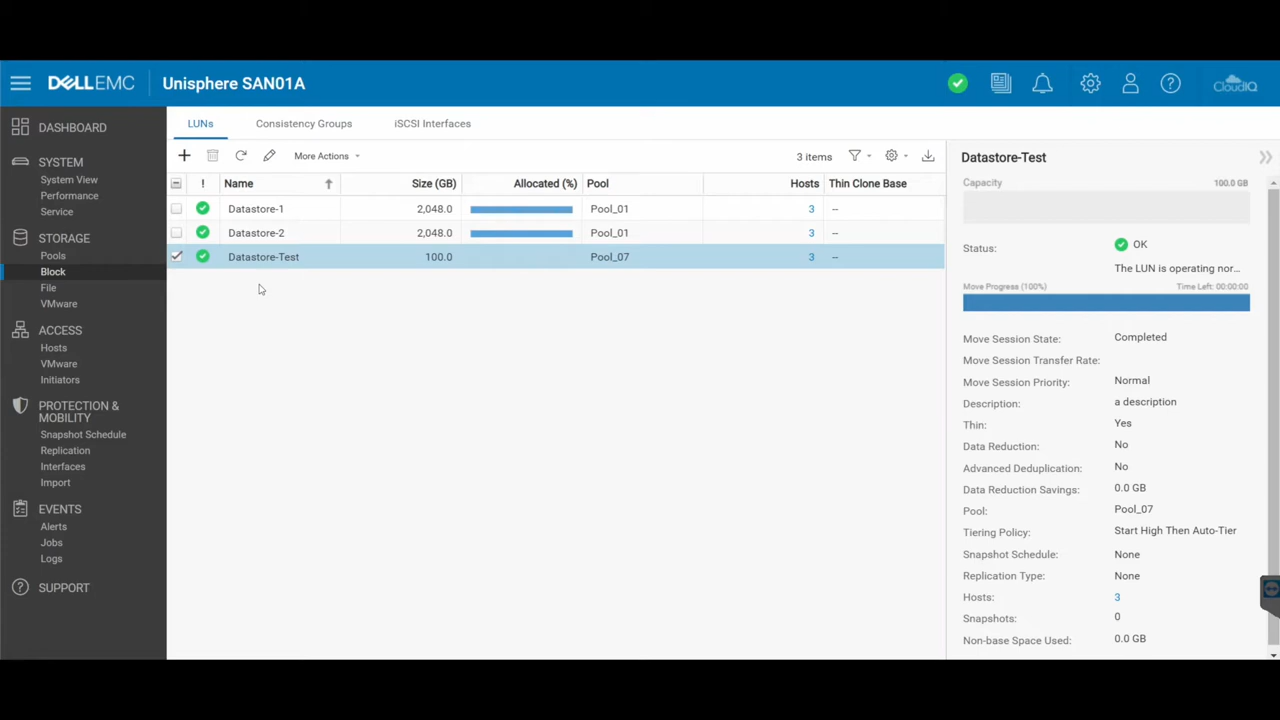 DELLEMC Unisphere SAN01A CloudIQ
DASHBOARD
SYSTEM
System View
Performance
Service
STORAGE
Pools
Block
File
VMware
ACCESS
Hosts
VMware
Initiators
PROTECTION &
MOBILITY
Snapshot Schedule
Replication
Interfaces
Import
EVENTS
Alerts
Jobs
Logs
SUPPORT
LUNs Consistency Groups iSCSI Interfaces
More Actions 3 items
! Name Size (GB) Allocated (%) Pool Hosts Thin Clone Base
Datastore-1 2,048.0 Pool_01 3 --
Datastore-2 2,048.0 Pool_01 3 --
Datastore-Test 100.0 Pool_07 3 --
Datastore-Test
Capacity 100.0 GB
Status: OK
The LUN is operating nor...
Move Progress (100%) Time Left: 00:00:00
Move Session State: Completed
Move Session Transfer Rate:
Move Session Priority: Normal
Description: a description
Thin: Yes
Data Reduction: No
Advanced Deduplication: No
Data Reduction Savings: 0.0 GB
Pool: Pool_07
Tiering Policy: Start High Then Auto-Tier
Snapshot Schedule: None
Replication Type: None
Hosts: 3
Snapshots: 0
Non-base Space Used: 0.0 GB